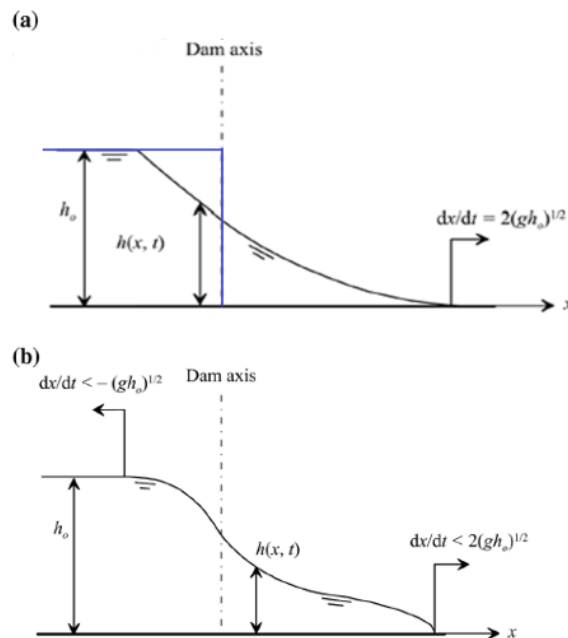 (a)
Dam axis
h_o
h(x, t)
dx/dt = 2(gh_o)^{1/2}
x
(b)
dx/dt < – (gh_o)^{1/2}
Dam axis
h_o
h(x, t)
dx/dt < 2(gh_o)^{1/2}
x